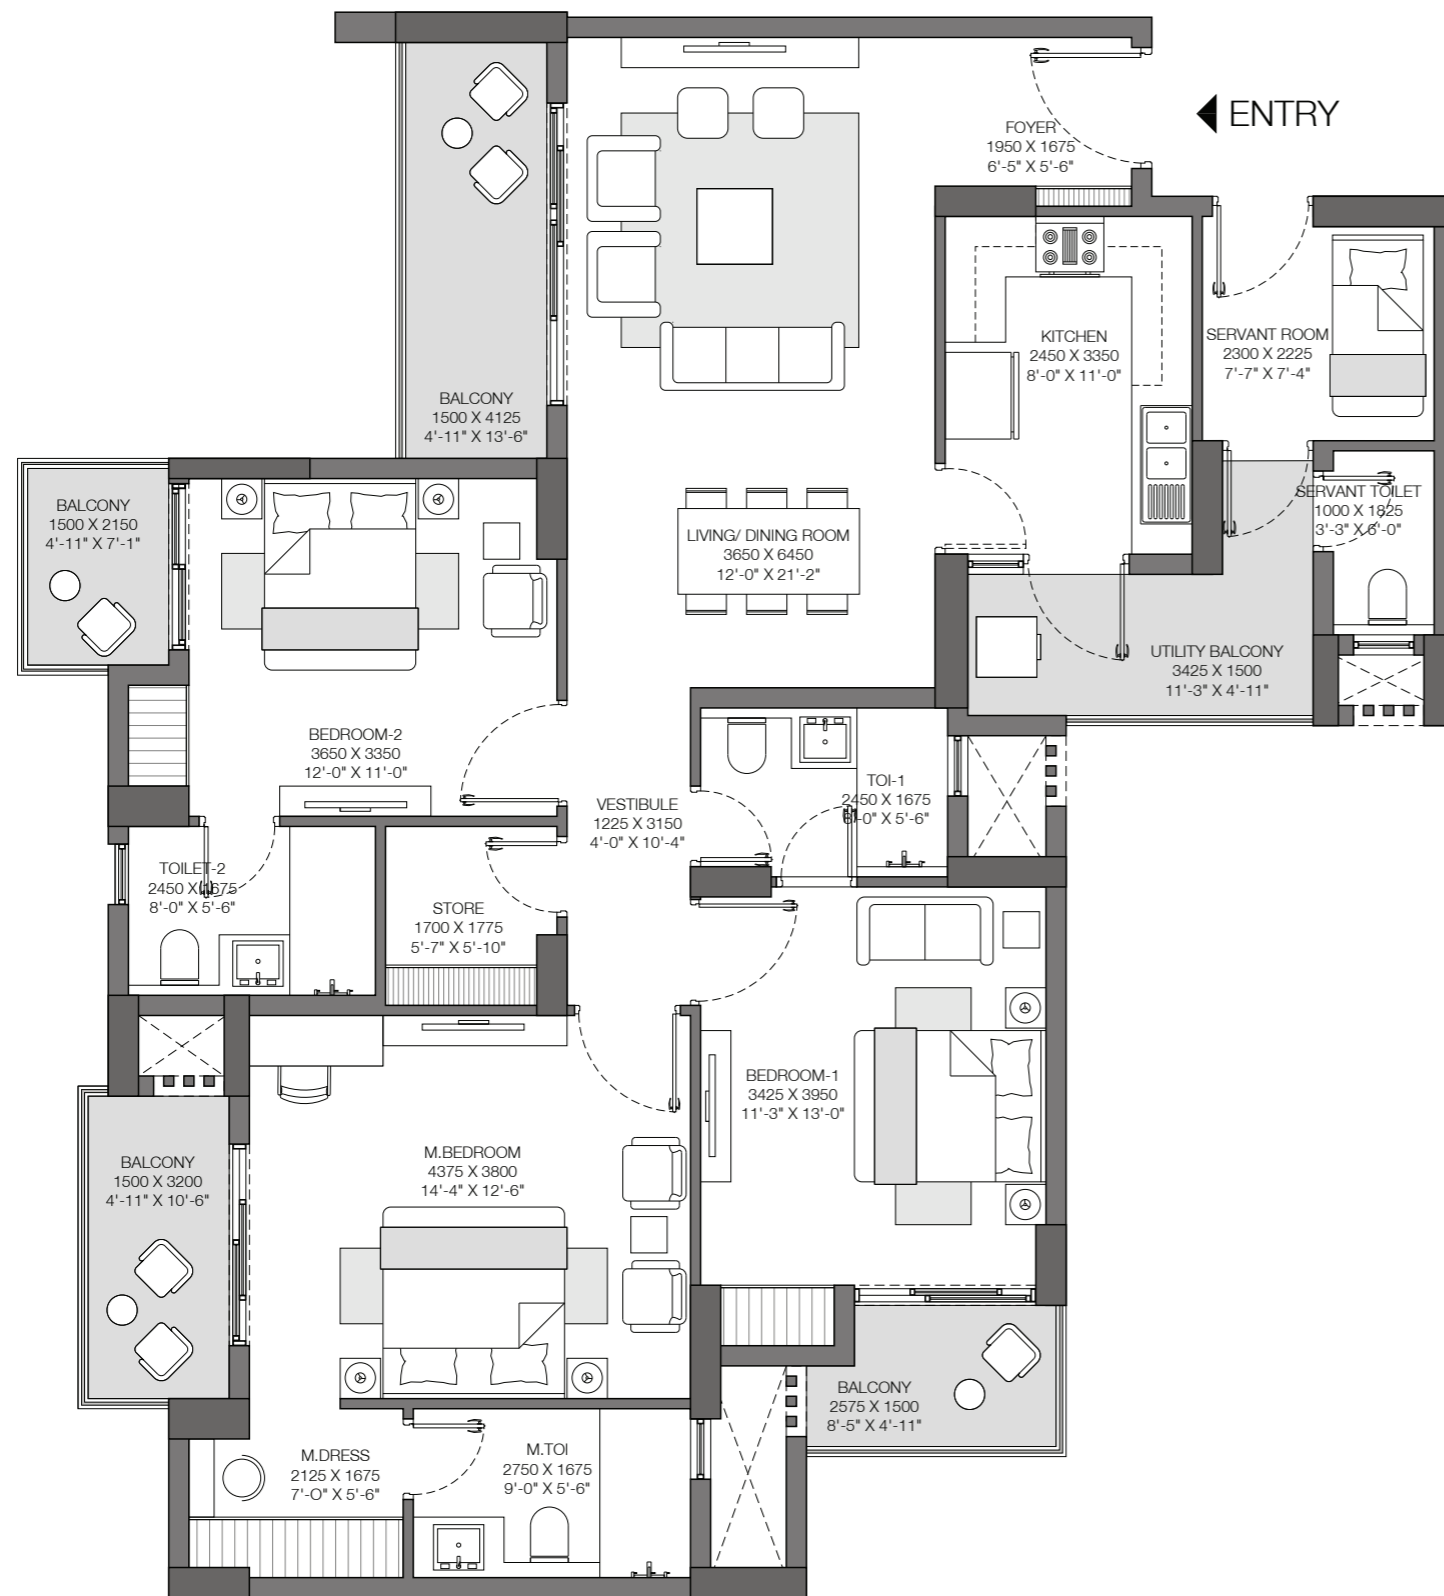 ENTRY
FOYER
1950 X 1675
6'-5" X 5'-6"
KITCHEN
2450 X 3350
8'-0" X 11'-0"
SERVANT ROOM
2300 X 2225
7'-7" X 7'-4"
BALCONY
1500 X 4125
4'-11" X 13'-6"
BALCONY
1500 X 2150
4'-11" X 7'-1"
LIVING/ DINING ROOM
3650 X 6450
12'-0" X 21'-2"
SERVANT TOILET
1000 X 1825
3'-3" X 6'-0"
UTILITY BALCONY
3425 X 1500
11'-3" X 4'-11"
BEDROOM-2
3650 X 3350
12'-0" X 11'-0"
VESTIBULE
1225 X 3150
4'-0" X 10'-4"
TOI-1
2450 X 1675
8'-0" X 5'-6"
TOILET-2
2450 X 1675
8'-0" X 5'-6"
STORE
1700 X 1775
5'-7" X 5'-10"
BEDROOM-1
3425 X 3950
11'-3" X 13'-0"
M.BEDROOM
4375 X 3800
14'-4" X 12'-6"
BALCONY
1500 X 3200
4'-11" X 10'-6"
BALCONY
2575 X 1500
8'-5" X 4'-11"
M.DRESS
2125 X 1675
7'-O" X 5'-6"
M.TOI
2750 X 1675
9'-0" X 5'-6"